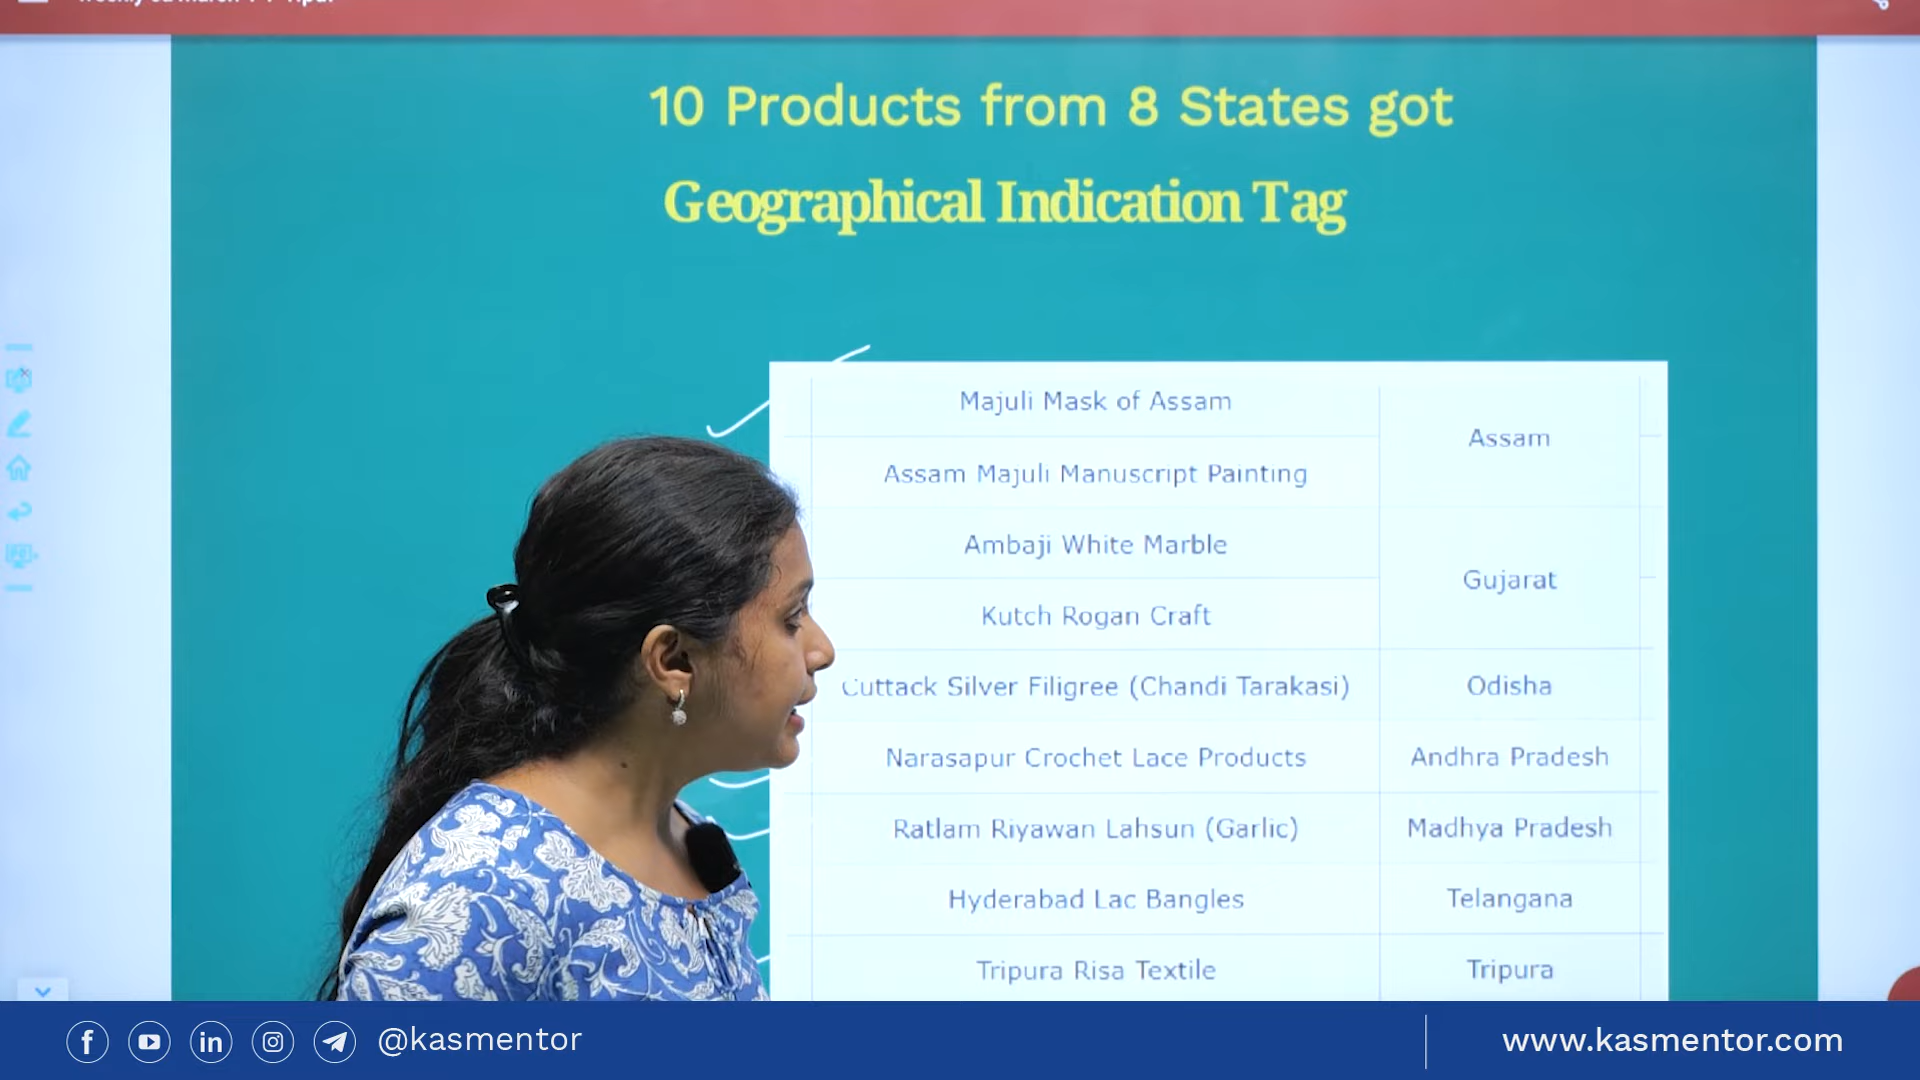 10 Products from 8 States got
Geographical Indication Tag
Majuli Mask of Assam
Assam
Assam Majuli Manuscript Painting
Ambaji White Marble
Gujarat
Kutch Rogan Craft
Cuttack Silver Filigree (Chandi Tarakasi)
Odisha
Narasapur Crochet Lace Products
Andhra Pradesh
Ratlam Riyawan Lahsun (Garlic)
Madhya Pradesh
Hyderabad Lac Bangles
Telangana
Tripura Risa Textile
Tripura
@kasmentor
www.kasmentor.com